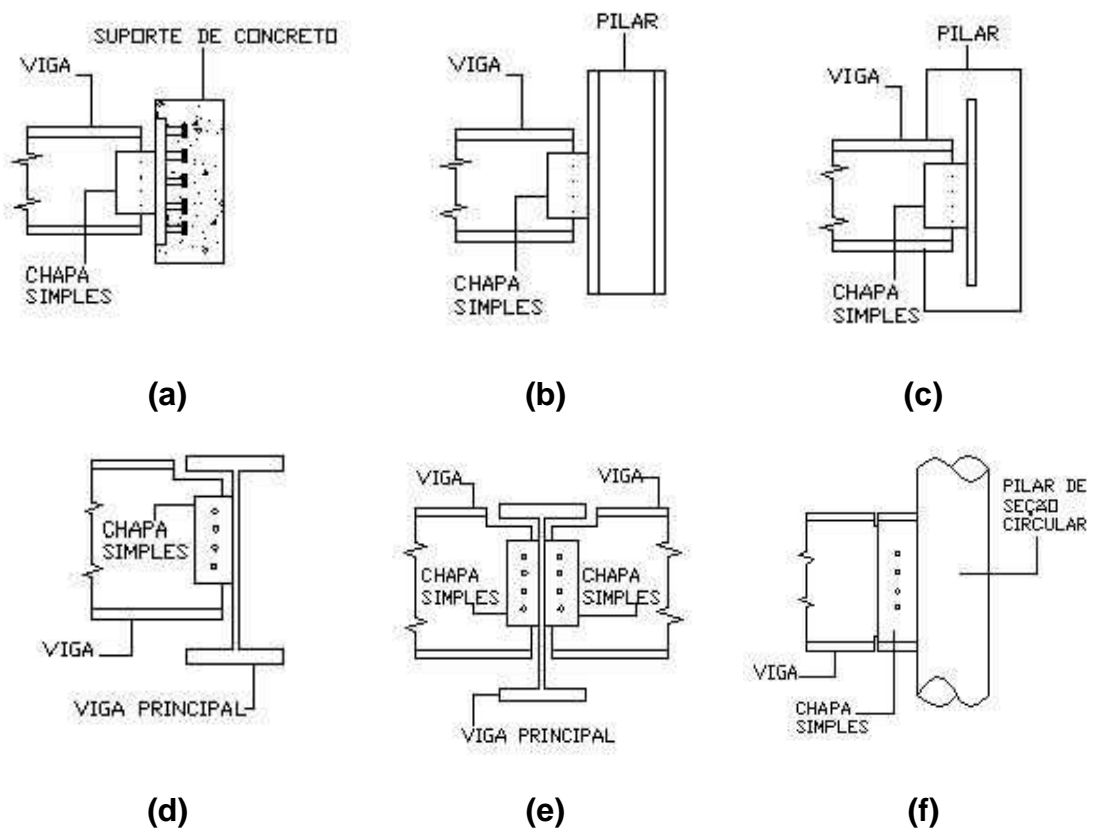 SUPORTE DE CONCRETO
VIGA
CHAPA
SIMPLES
(a)
PILAR
VIGA
CHAPA
SIMPLES
(b)
PILAR
VIGA
CHAPA
SIMPLES
(c)
CHAPA
SIMPLES
VIGA
VIGA PRINCIPAL
(d)
VIGA
VIGA
CHAPA
SIMPLES
CHAPA
SIMPLES
VIGA PRINCIPAL
(e)
PILAR DE
SEÇÃO
CIRCULAR
VIGA
CHAPA
SIMPLES
(f)